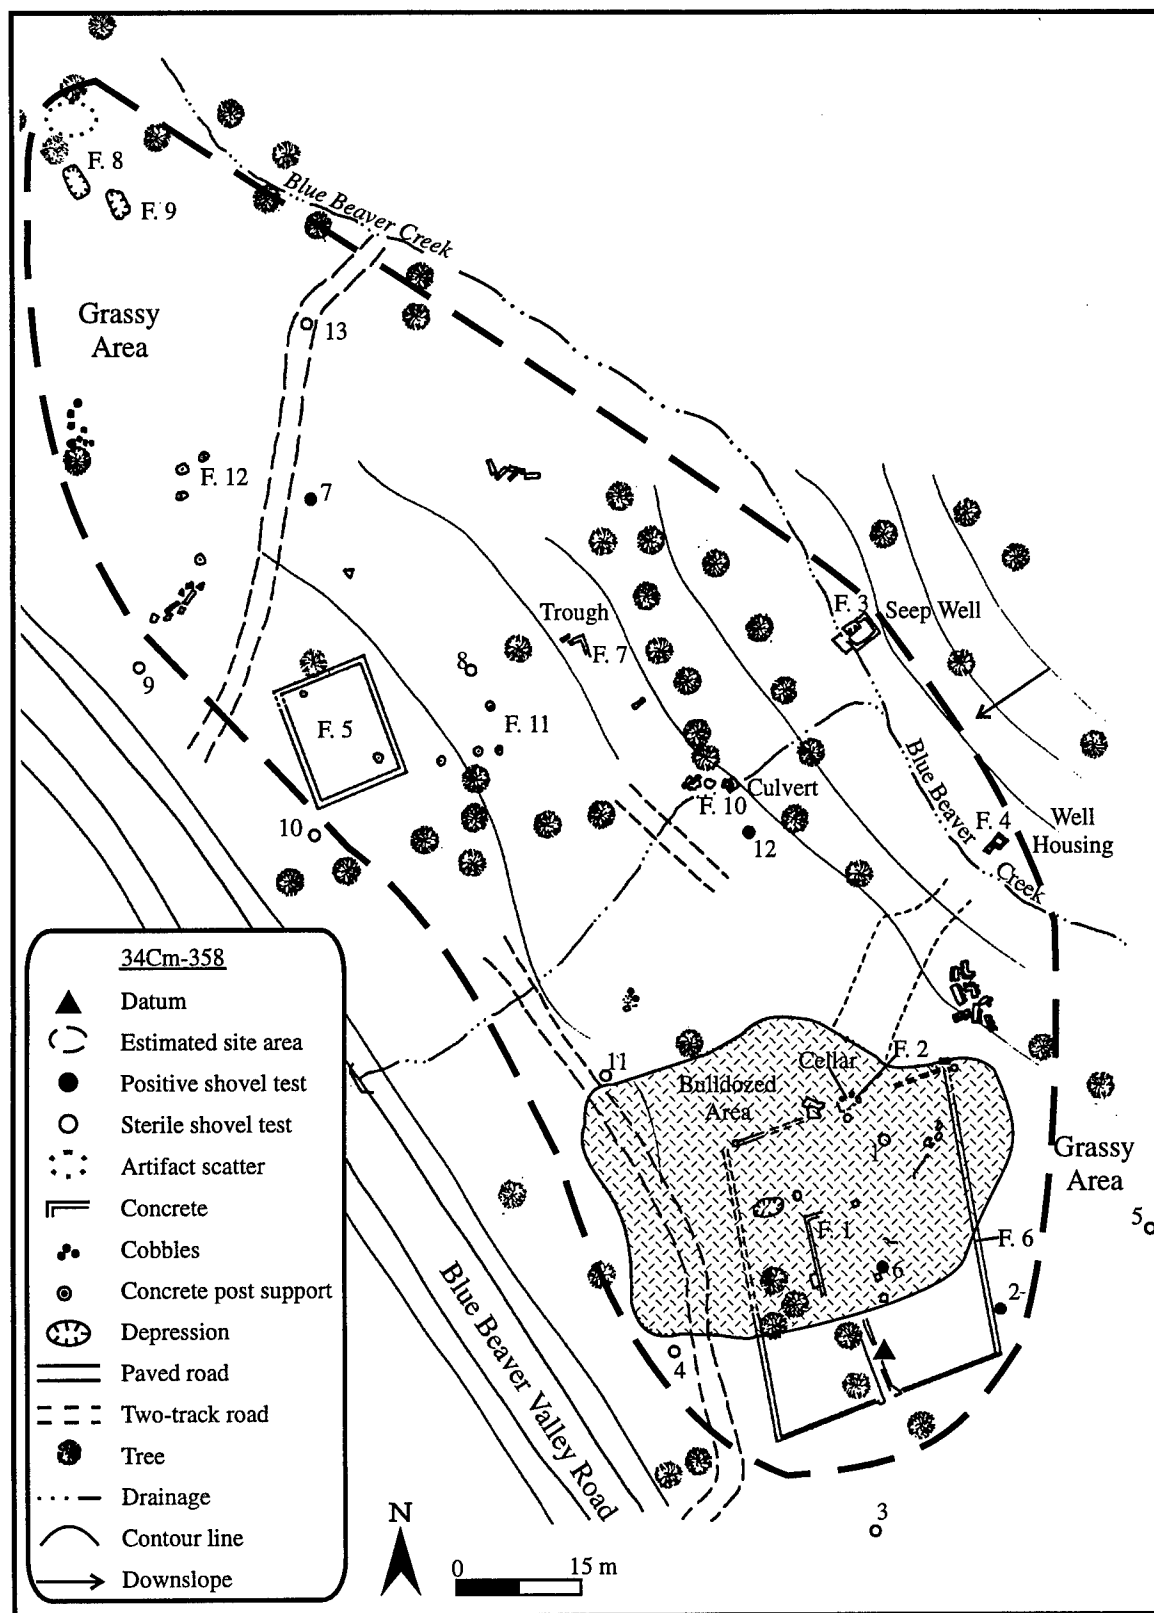 F. 8
F. 9
Blue Beaver Creek
Grassy
Area
13
F. 12
7
Trough
F. 7
F. 3
Seep Well
9
8
F. 5
F. 11
10
F. 10
Culvert
12
Blue Beaver
Creek
F. 4
Well
Housing
34Cm-358
Datum
Estimated site area
Positive shovel test
Sterile shovel test
Artifact scatter
Concrete
Cobbles
Concrete post support
Depression
Paved road
Two-track road
Tree
Drainage
Contour line
Downslope
11
Bulldozed
Area
Cellar
F. 2
1
Grassy
Area
5
F. 1
F. 6
6
2
4
Blue Beaver Valley Road
3
N
0
15 m